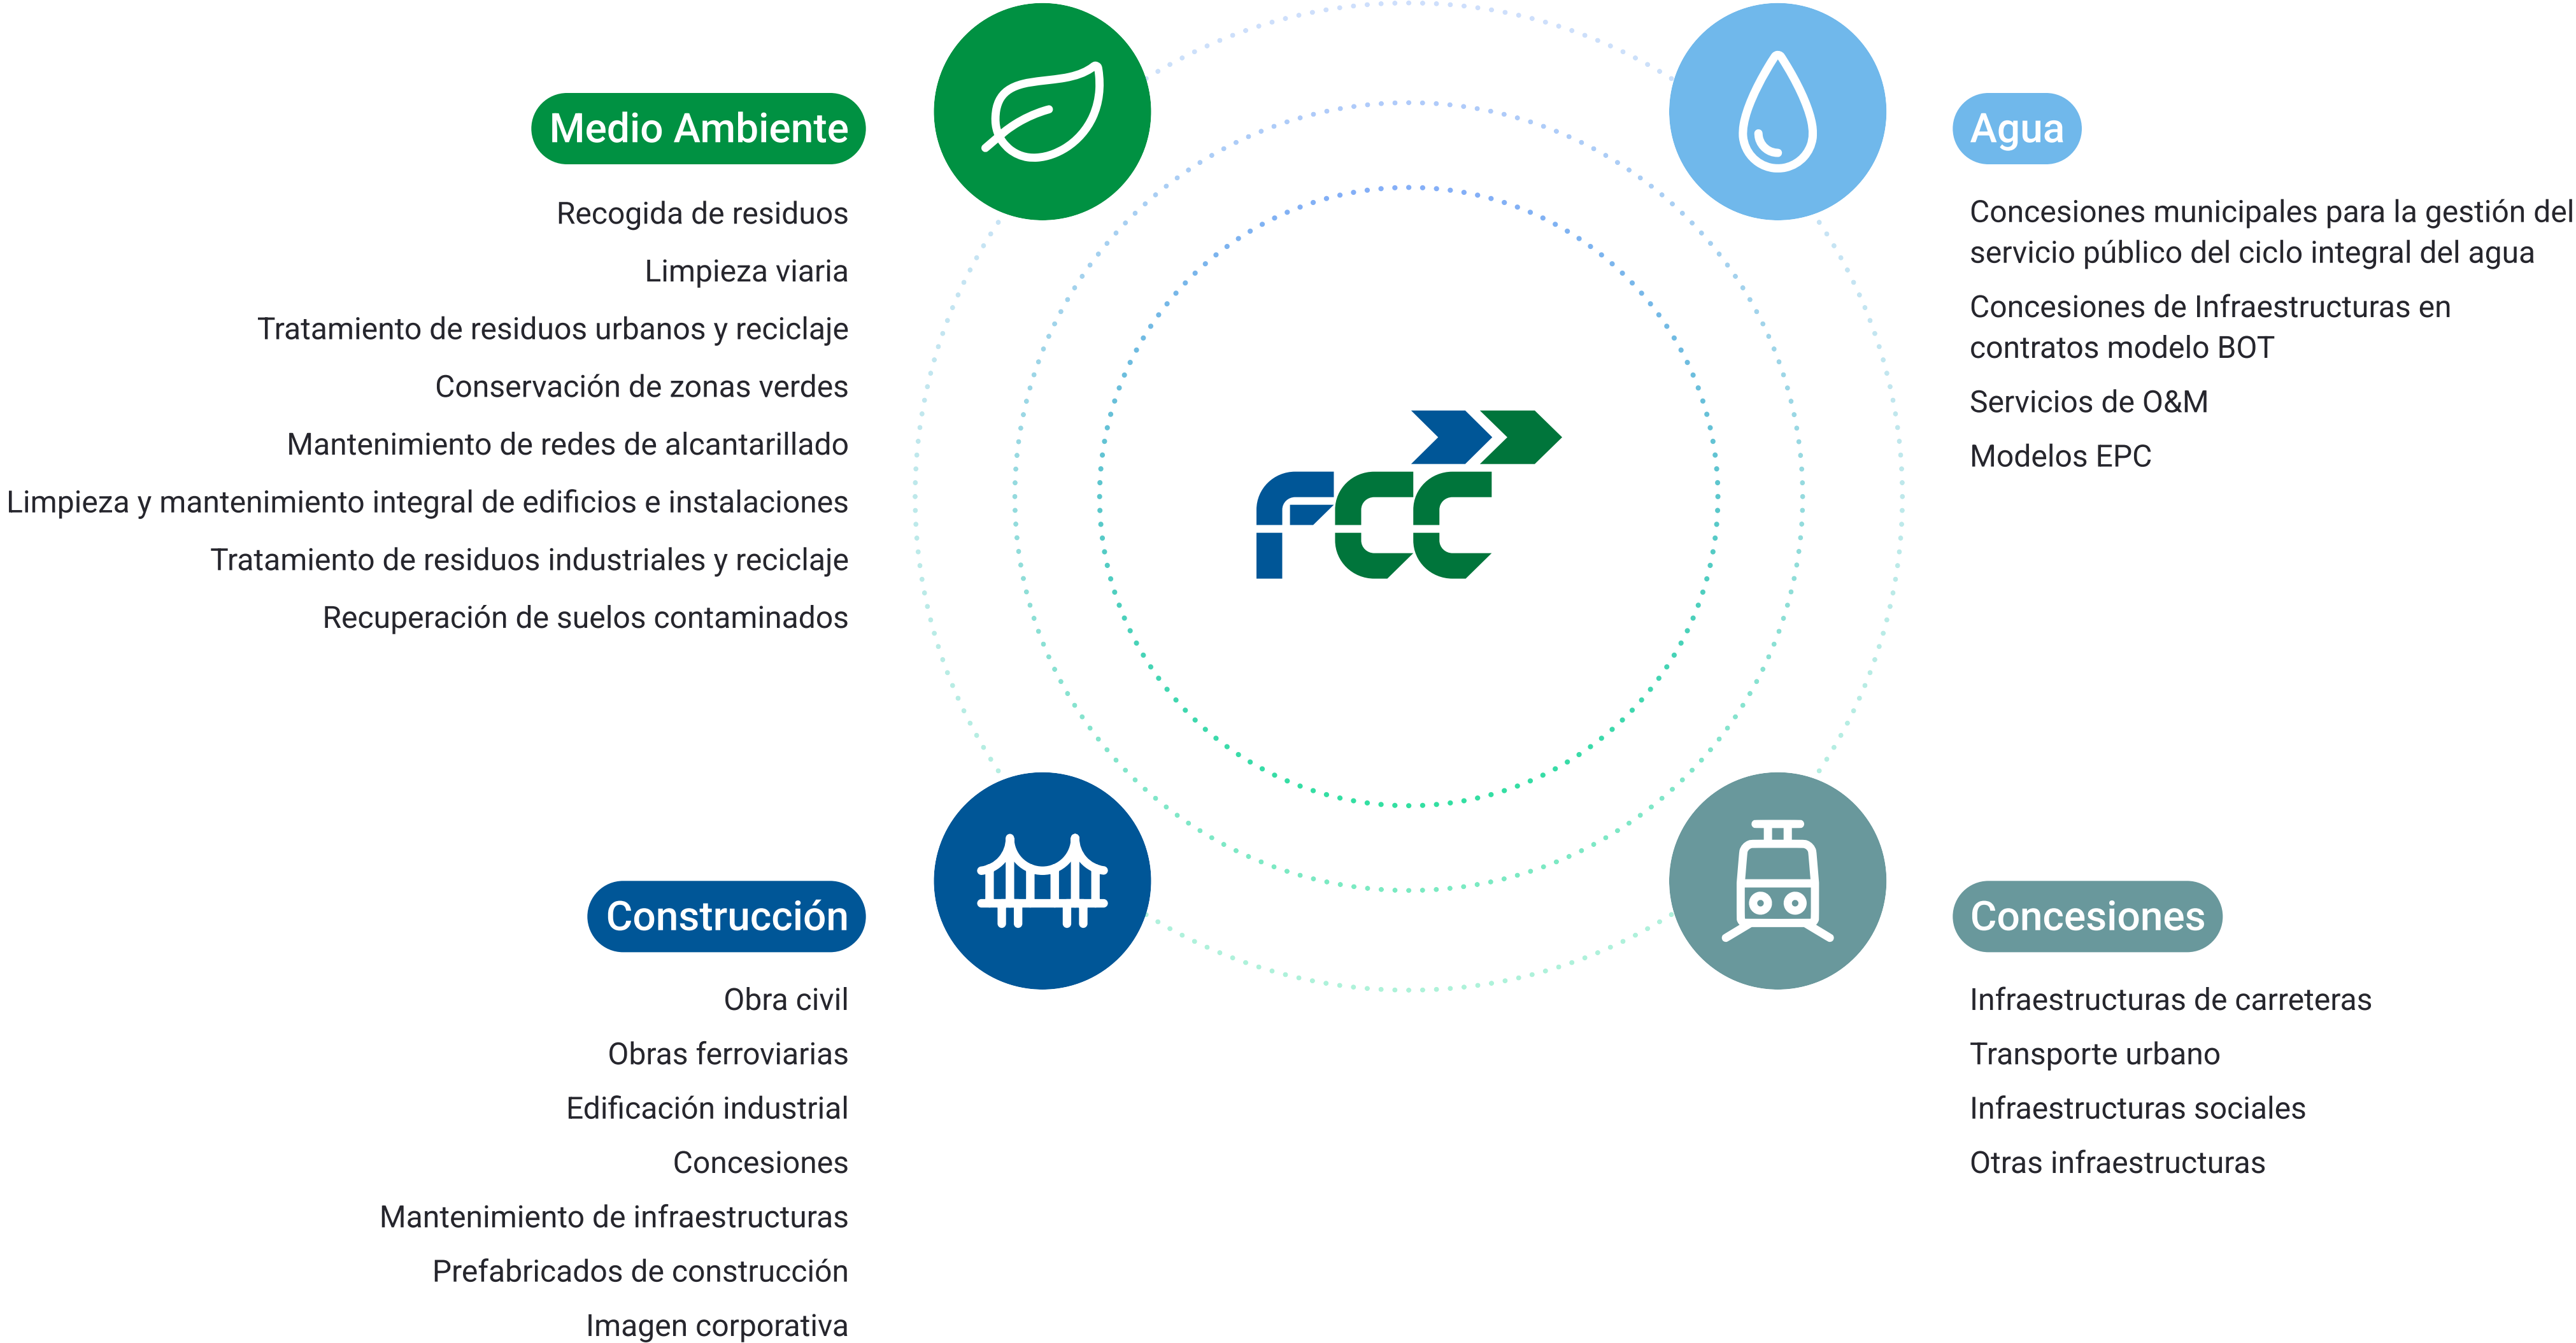 Medio Ambiente
Recogida de residuos
Limpieza viaria
Tratamiento de residuos urbanos y reciclaje
Conservación de zonas verdes
Mantenimiento de redes de alcantarillado
Limpieza y mantenimiento integral de edificios e instalaciones
Tratamiento de residuos industriales y reciclaje
Recuperación de suelos contaminados
Agua
Concesiones municipales para la gestión del
servicio público del ciclo integral del agua
Concesiones de Infraestructuras en
contratos modelo BOT
Servicios de O&M
Modelos EPC
FCC
Construcción
Obra civil
Obras ferroviarias
Edificación industrial
Concesiones
Mantenimiento de infraestructuras
Prefabricados de construcción
Imagen corporativa
Concesiones
Infraestructuras de carreteras
Transporte urbano
Infraestructuras sociales
Otras infraestructuras